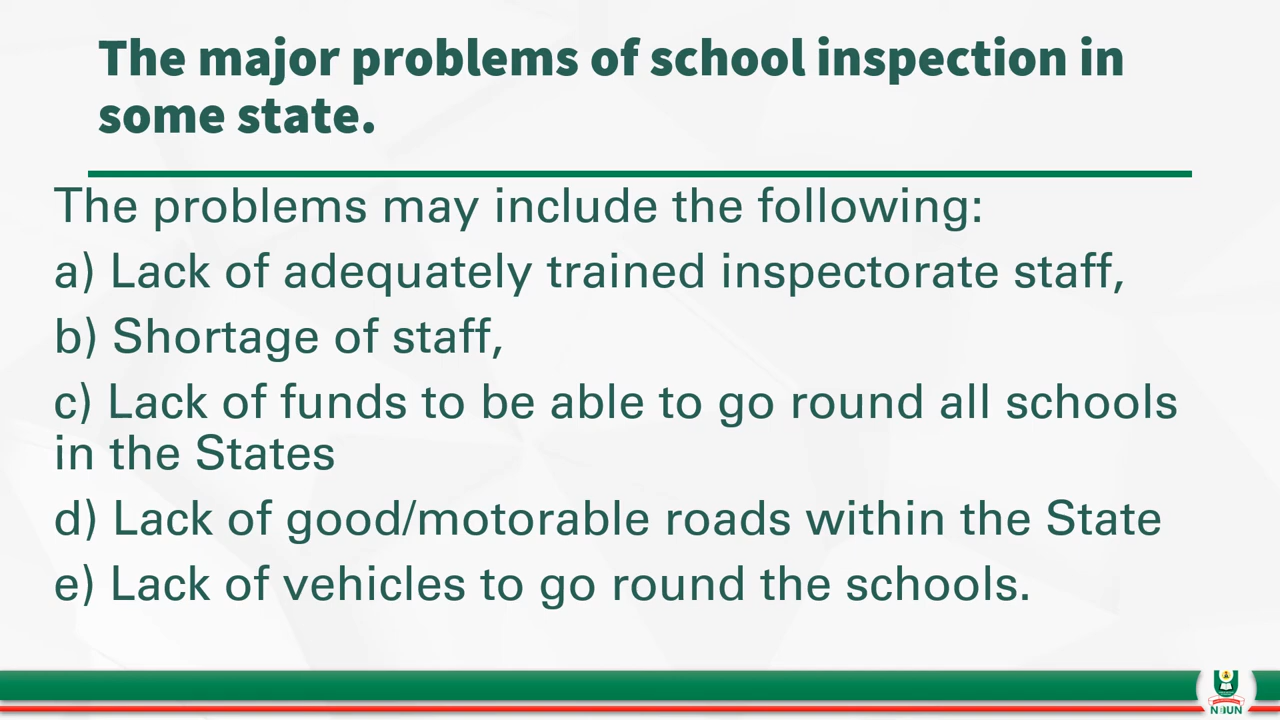 The major problems of school inspection in
some state.
The problems may include the following:
a) Lack of adequately trained inspectorate staff,
b) Shortage of staff,
c) Lack of funds to be able to go round all schools
in the States
d) Lack of good/motorable roads within the State
e) Lack of vehicles to go round the schools.
NOUN